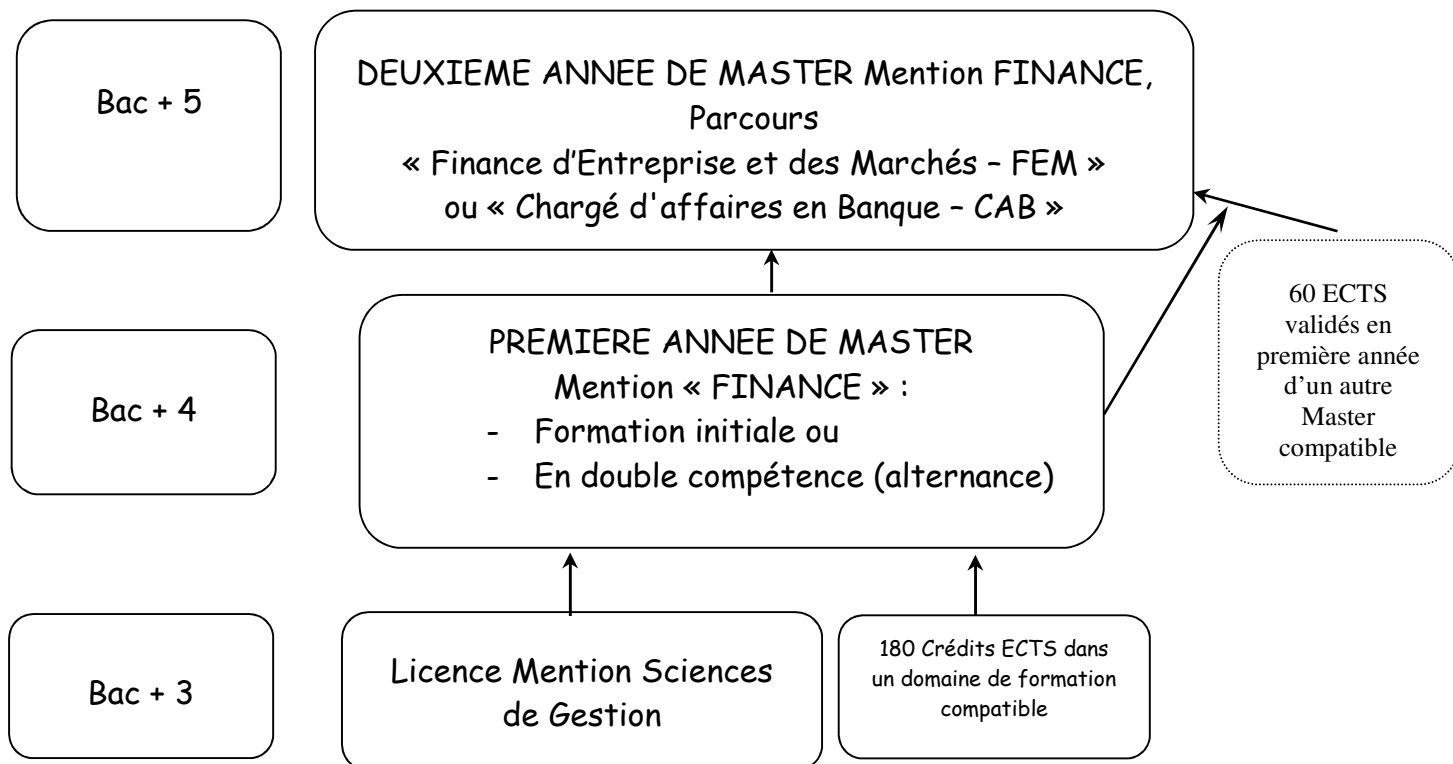 Bac + 5
DEUXIEME ANNEE DE MASTER Mention FINANCE,
Parcours
« Finance d'Entreprise et des Marchés – FEM »
ou « Chargé d'affaires en Banque – CAB »
60 ECTS
validés en
première année
d'un autre
Master
compatible
Bac + 4
PREMIERE ANNEE DE MASTER
Mention « FINANCE » :
- Formation initiale ou
- En double compétence (alternance)
Bac + 3
Licence Mention Sciences
de Gestion
180 Crédits ECTS dans
un domaine de formation
compatible